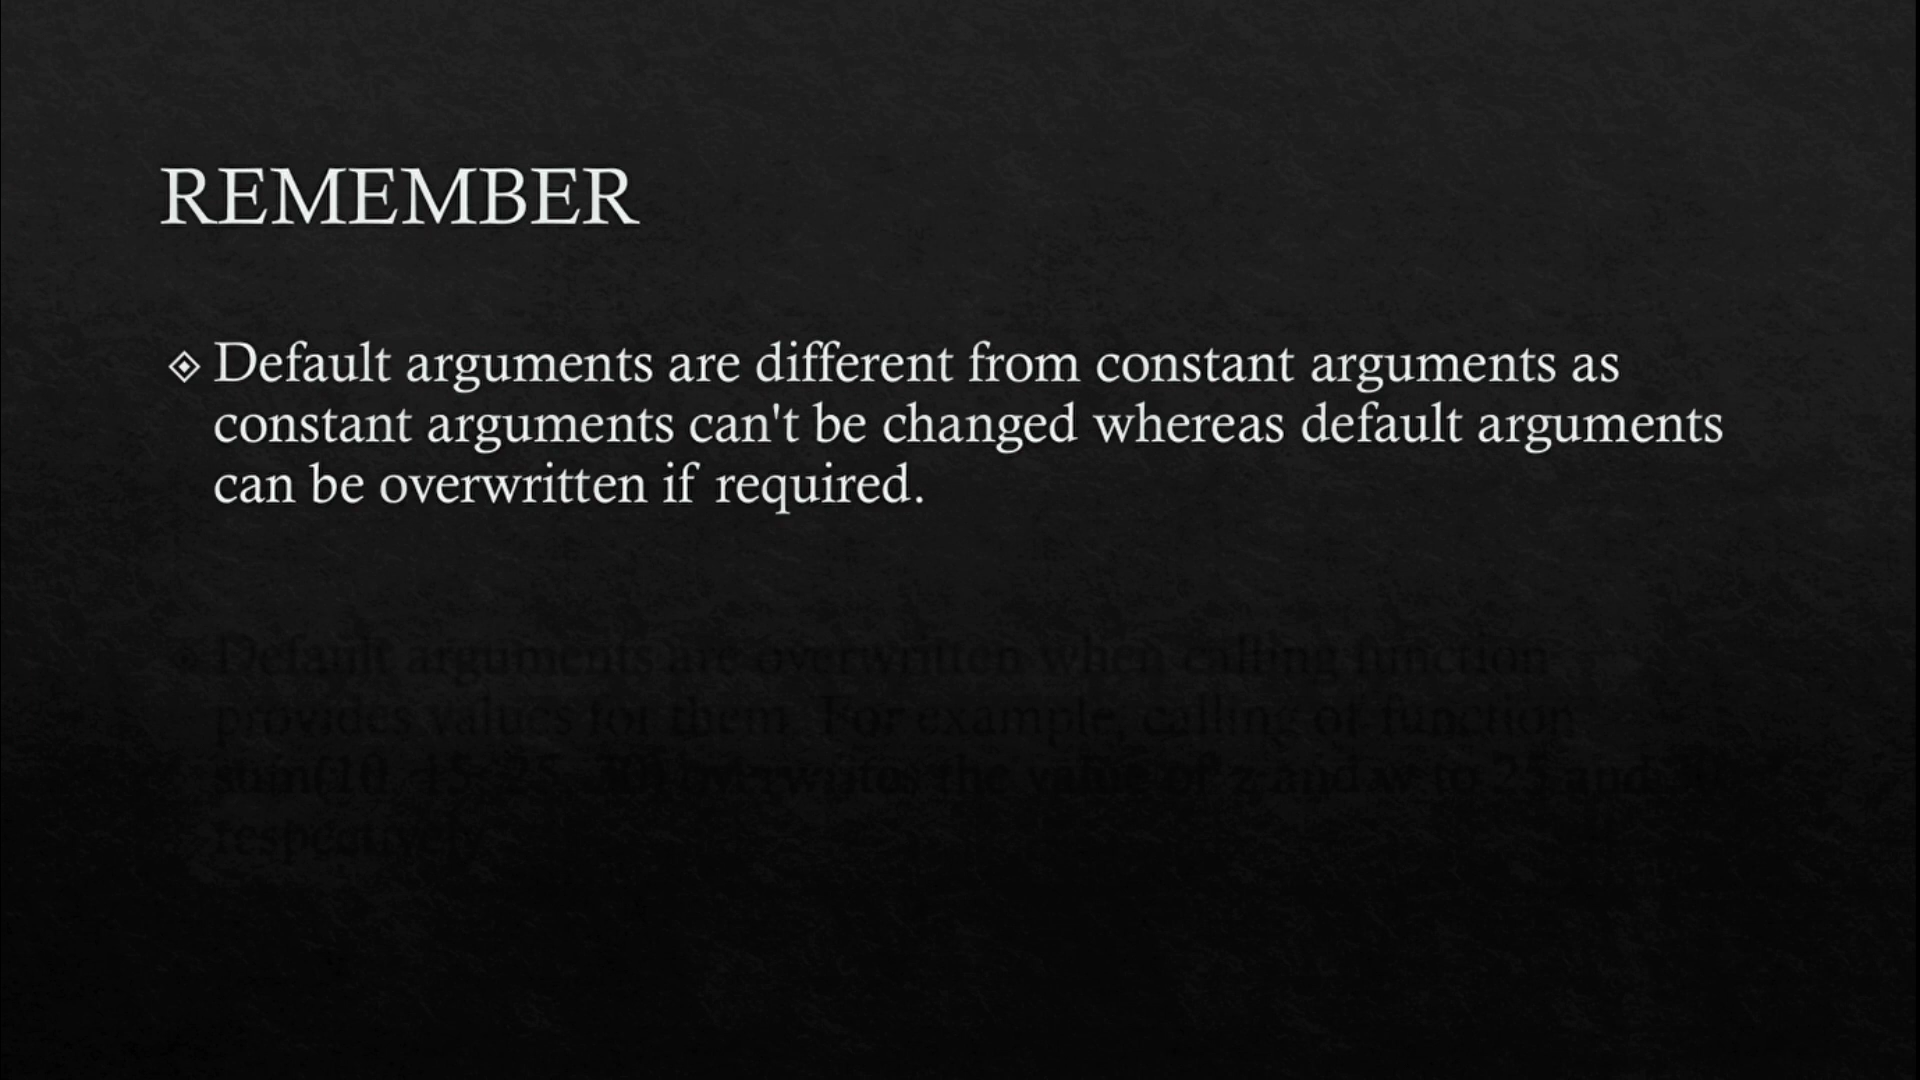 REMEMBER
Default arguments are different from constant arguments as
constant arguments can't be changed whereas default arguments
can be overwritten if required.
Default arguments are overwritten when calling function
provides values for them. For example, calling of function
sum(10, 15, 25, 30) overwrites the value of z and w to 25 and
respectively